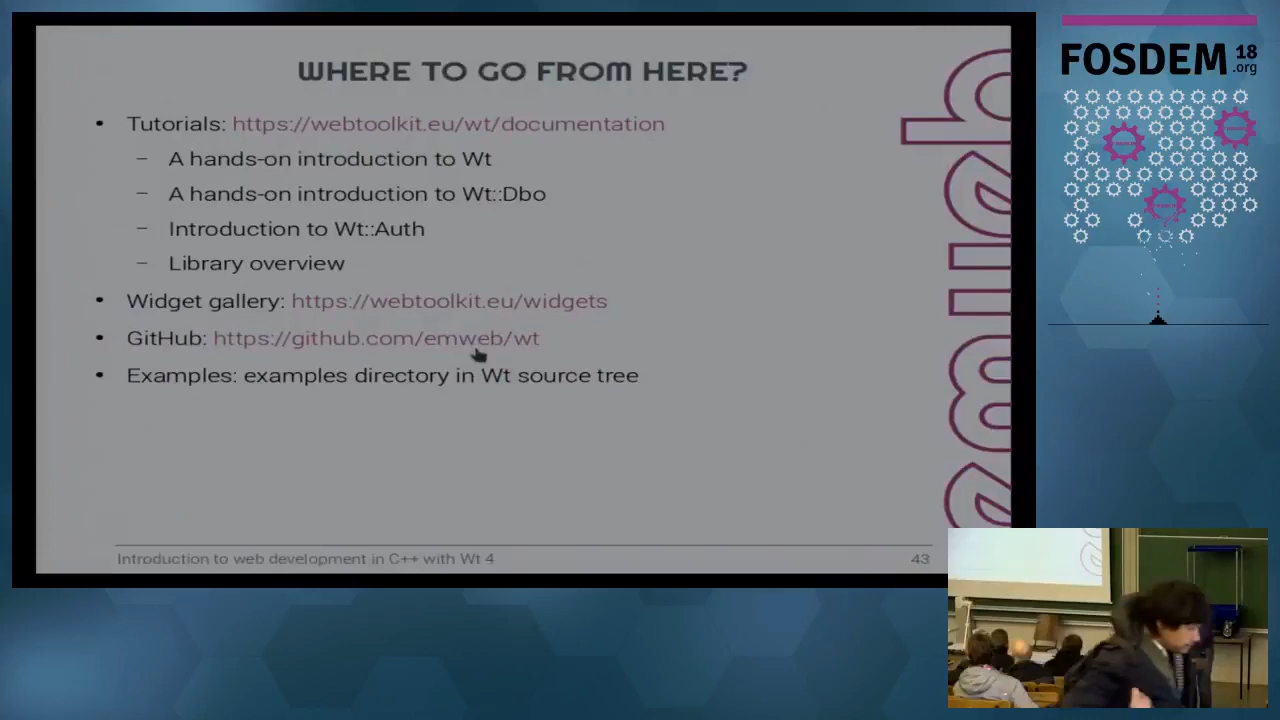 WHERE TO GO FROM HERE?
• Tutorials: https://webtoolkit.eu/wt/documentation
– A hands-on introduction to Wt
– A hands-on introduction to Wt::Dbo
– Introduction to Wt::Auth
– Library overview
• Widget gallery: https://webtoolkit.eu/widgets
• GitHub: https://github.com/emweb/wt
• Examples: examples directory in Wt source tree
Introduction to web development in C++ with Wt 4
43
emweb
FOSDEM 18
.org